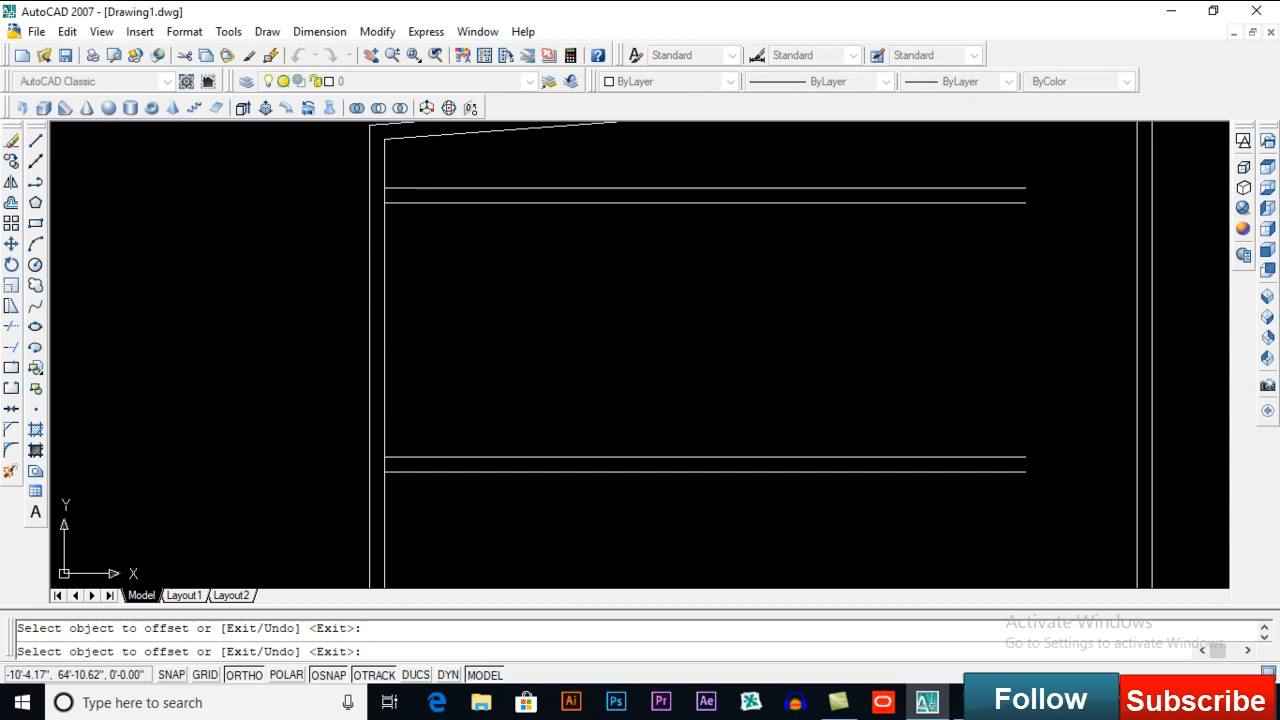 AutoCAD 2007 - [Drawing1.dwg]
File Edit View Insert Format Tools Draw Dimension Modify Express Window Help
Standard Standard Standard
AutoCAD Classic 0 ByLayer ByLayer ByLayer ByColor
Y
X
A
Model Layout1 Layout2
Select object to offset or [Exit/Undo] <Exit>:
Activate Windows
Select object to offset or [Exit/Undo] <Exit>:
Go to Settings to activate Windows.
-10'-4.17", 64'-10.62", 0'-0.00" SNAP GRID ORTHO POLAR OSNAP OTRACK DUCS DYN MODEL
Type here to search
Ai Ps Pr Ae
Follow Subscribe